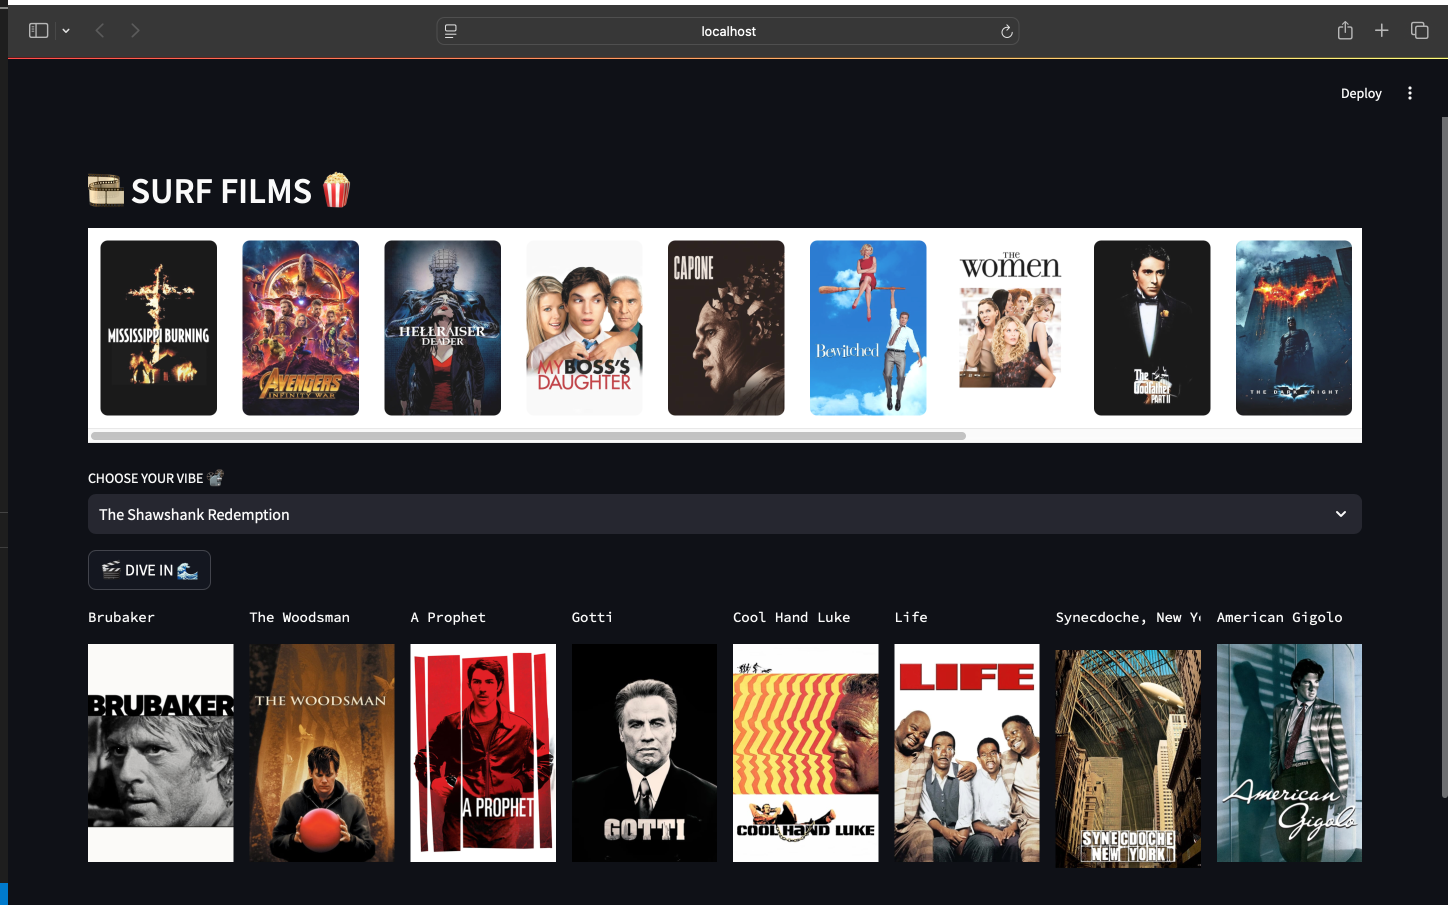 localhost
Deploy
SURF FILMS
MISSISSIPPI BURNING
AVENGERS
INFINITY WAR
HELLRAISER
DEADER
MY BOSS'$
DAUGHTER
CAPONE
Bewitched
THE
women
The
Godfather
PART II
THE DARK KNIGHT
CHOOSE YOUR VIBE
The Shawshank Redemption
DIVE IN
Brubaker
The Woodsman
A Prophet
Gotti
Cool Hand Luke
Life
Synecdoche, New Yo
American Gigolo
BRUBAKER
THE WOODSMAN
A PROPHET
GOTTI
COOL HAND LUKE
LIFE
SYNECDOCHE
NEW YORK
American
Gigolo